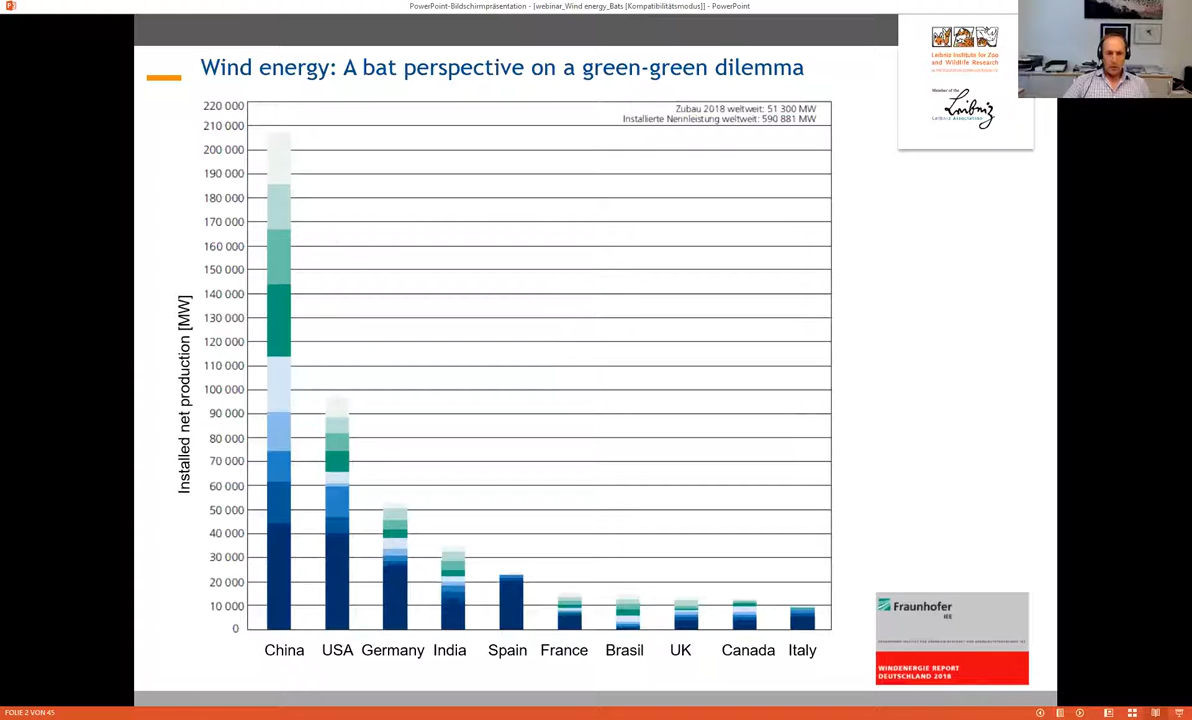 PowerPoint-Bildschirmpräsentation - [webinar_Wind energy_Bats [Kompatibilitätsmodus]] - PowerPoint
Wind energy: A bat perspective on a green-green dilemma
Leibniz Institute for Zoo
and Wildlife Research
Member of the
Leibniz
Leibniz Association
Zubau 2018 weltweit: 51 300 MW
Installierte Nennleistung weltweit: 590 881 MW
Installed net production [MW]
220 000
210 000
200 000
190 000
180 000
170 000
160 000
150 000
140 000
130 000
120 000
110 000
100 000
90 000
80 000
70 000
60 000
50 000
40 000
30 000
20 000
10 000
0
China USA Germany India Spain France Brasil UK Canada Italy
Fraunhofer
IEE
WINDENERGIE REPORT
DEUTSCHLAND 2018
FOLIE 2 VON 45